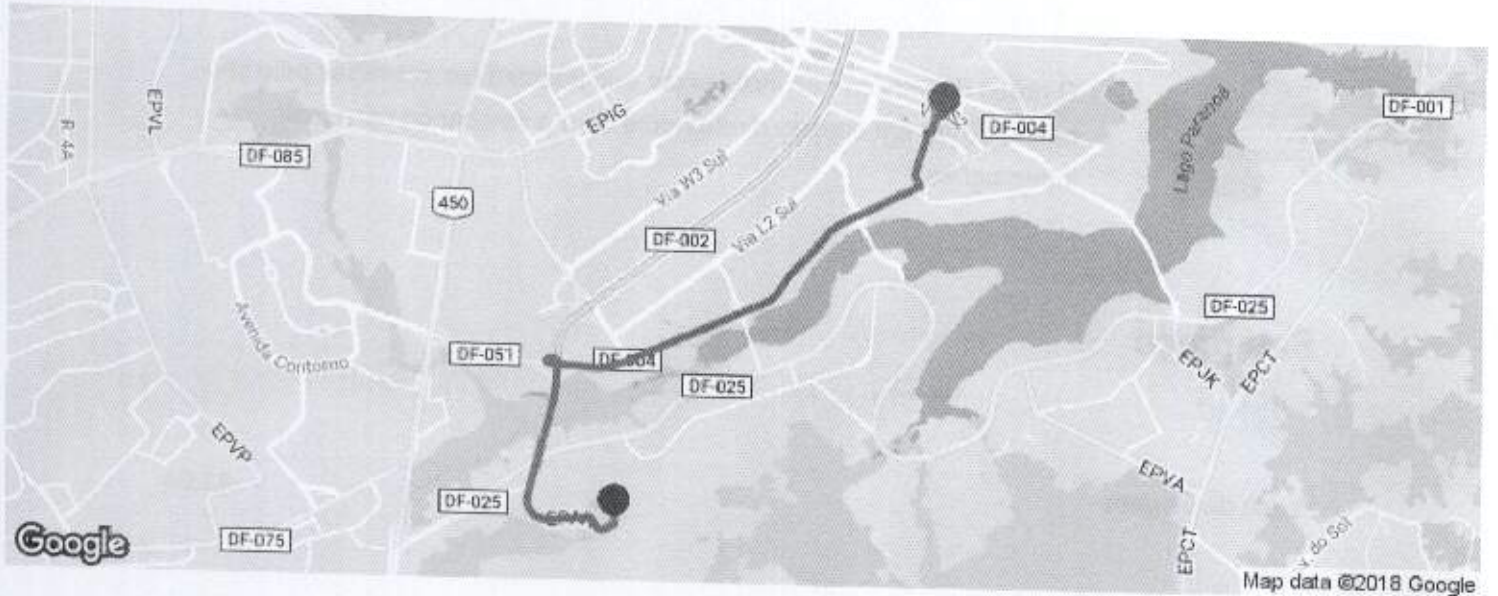 DF-001
DF-004
EPVL
R 4A
EPIG
DF-085
Lago Paranoá
Via W3 Sul
450
DF-002
Via L2 Sul
DF-025
Avenida Contorno
DF-051
DF-004
DF-025
EPJK
EPCT
EPVP
EPVA
DF-025
DF-075
EPCT
V. do Sol
Google
Map data ©2018 Google